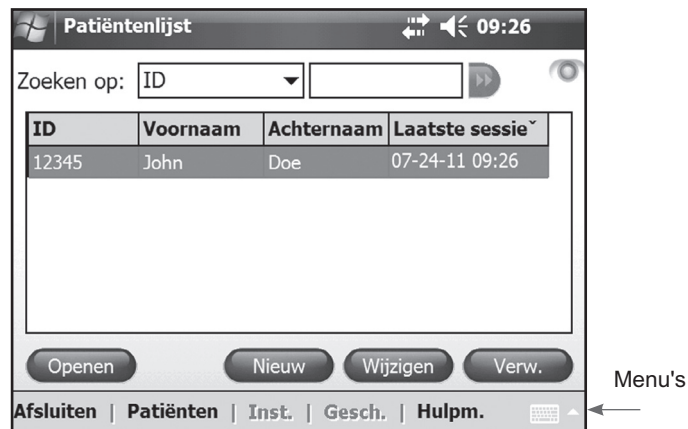 Patiëntenlijst 09:26
Zoeken op: ID
ID Voornaam Achternaam Laatste sessie
12345 John Doe 07-24-11 09:26
Openen Nieuw Wijzigen Verw.
Menu's
Afsluiten | Patiënten | Inst. | Gesch. | Hulpm.